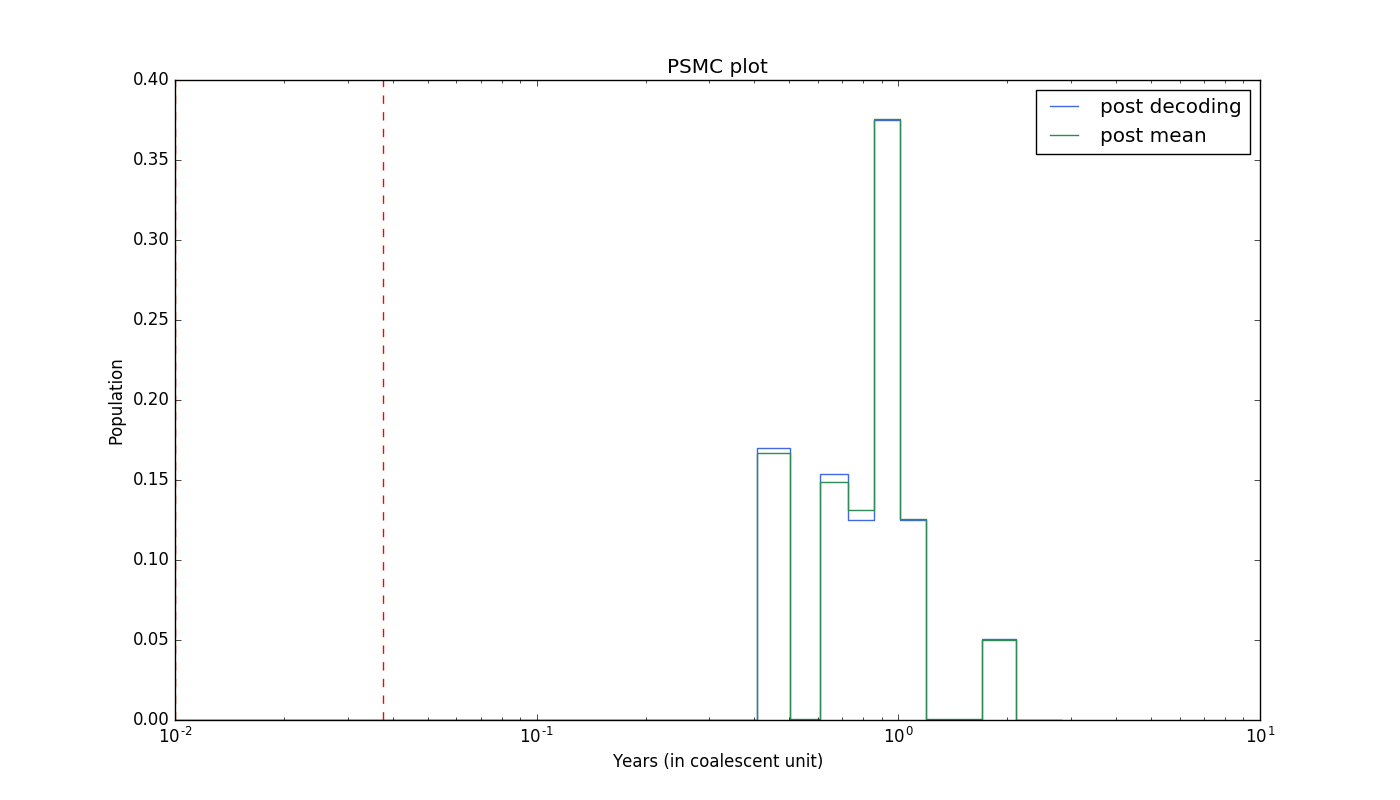 PSMC plot
post decoding
post mean
0.40
0.35
0.30
0.25
0.20
0.15
0.10
0.05
0.00
Population
10⁻² 10⁻¹ 10⁰ 10¹
Years (in coalescent unit)